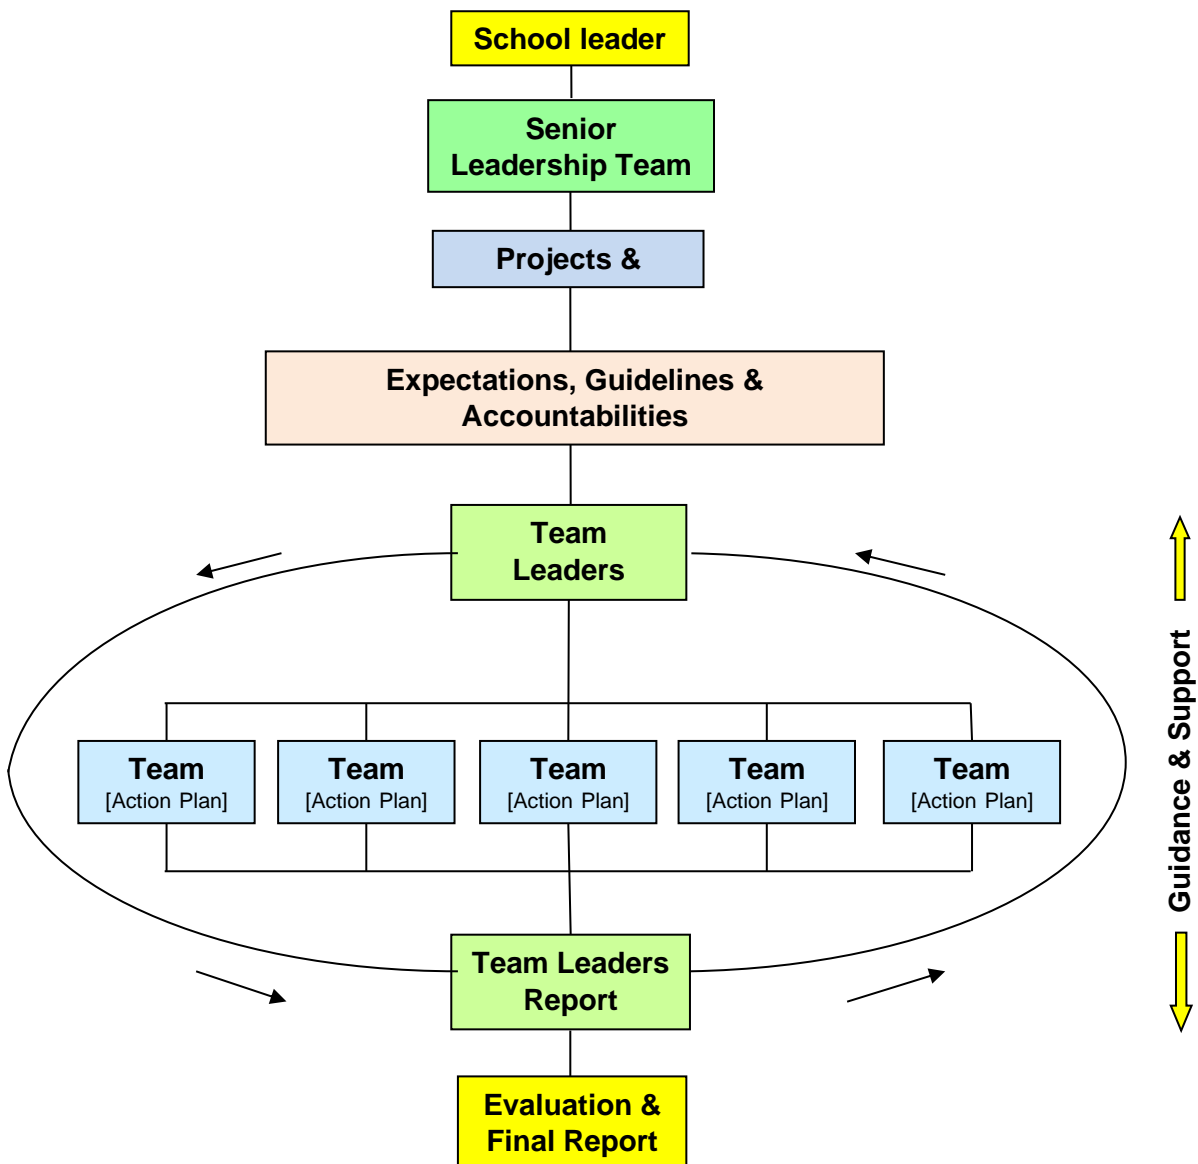 School leader
Senior
Leadership Team
Projects &
Expectations, Guidelines &
Accountabilities
Team
Leaders
Team
[Action Plan]
Team
[Action Plan]
Team
[Action Plan]
Team
[Action Plan]
Team
[Action Plan]
Guidance & Support
Team Leaders
Report
Evaluation &
Final Report